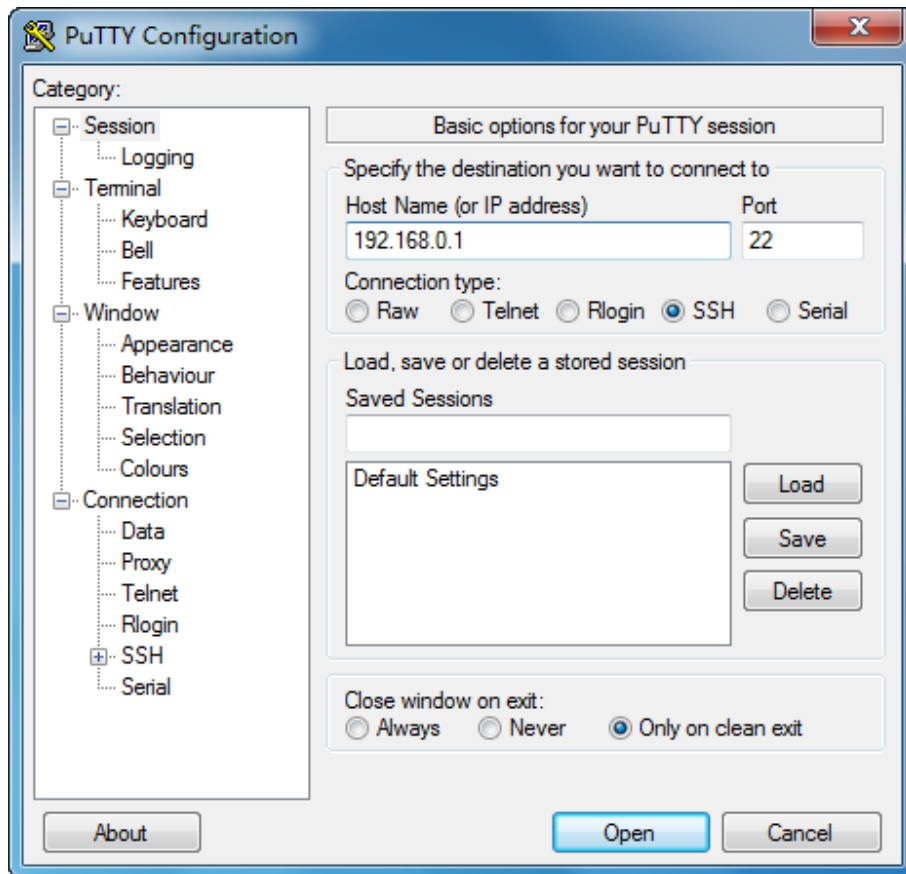 PuTTY Configuration
Category:
Session
Logging
Terminal
Keyboard
Bell
Features
Window
Appearance
Behaviour
Translation
Selection
Colours
Connection
Data
Proxy
Telnet
Rlogin
SSH
Serial
Basic options for your PuTTY session
Specify the destination you want to connect to
Host Name (or IP address) Port
192.168.0.1 22
Connection type:
Raw Telnet Rlogin SSH Serial
Load, save or delete a stored session
Saved Sessions
Default Settings
Load
Save
Delete
Close window on exit:
Always Never Only on clean exit
About Open Cancel